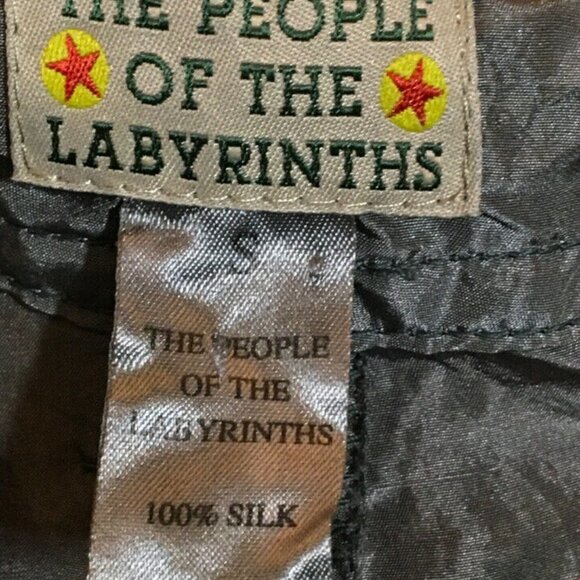 THE PEOPLE
OF THE
LABYRINTHS
S
THE PEOPLE
OF THE
LABYRINTHS
100% SILK